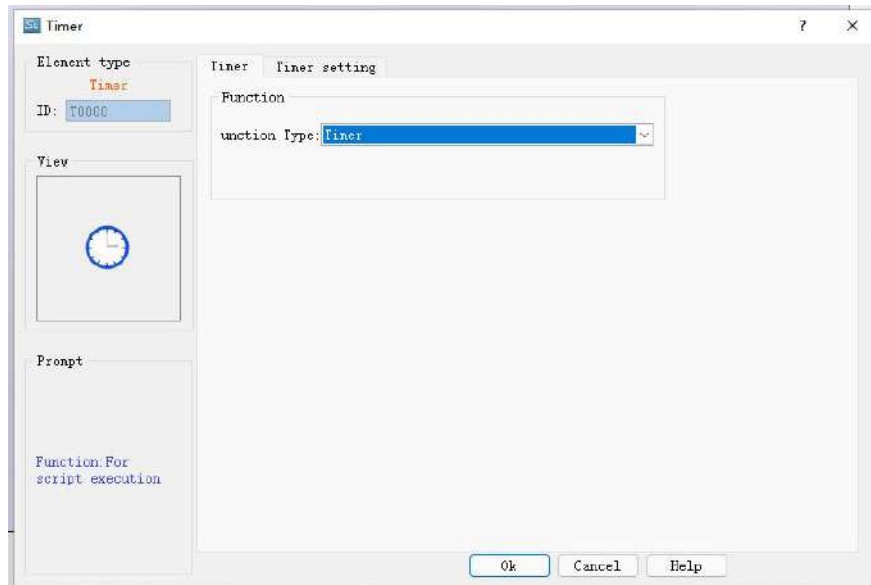 Timer
Element type
Timer
ID: T0000
View
Prompt
Function:For
script execution
Timer
Timer setting
Function
unction Type:
Timer
Ok
Cancel
Help